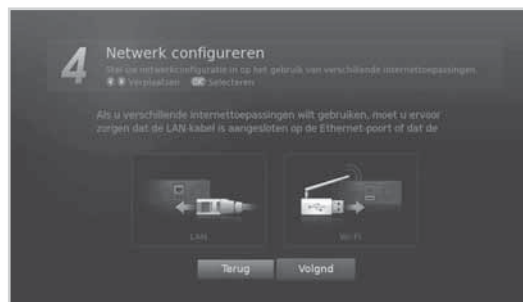 4
Netwerk configureren
Stel uw netwerkconfiguratie in op het gebruik van verschillende internettoepassingen.
Verplaatsen OK Selecteren
Als u verschillende internettoepassingen wilt gebruiken, moet u ervoor
zorgen dat de LAN-kabel is aangesloten op de Ethernet-poort of dat de
LAN Wi-Fi
Terug Volgnd